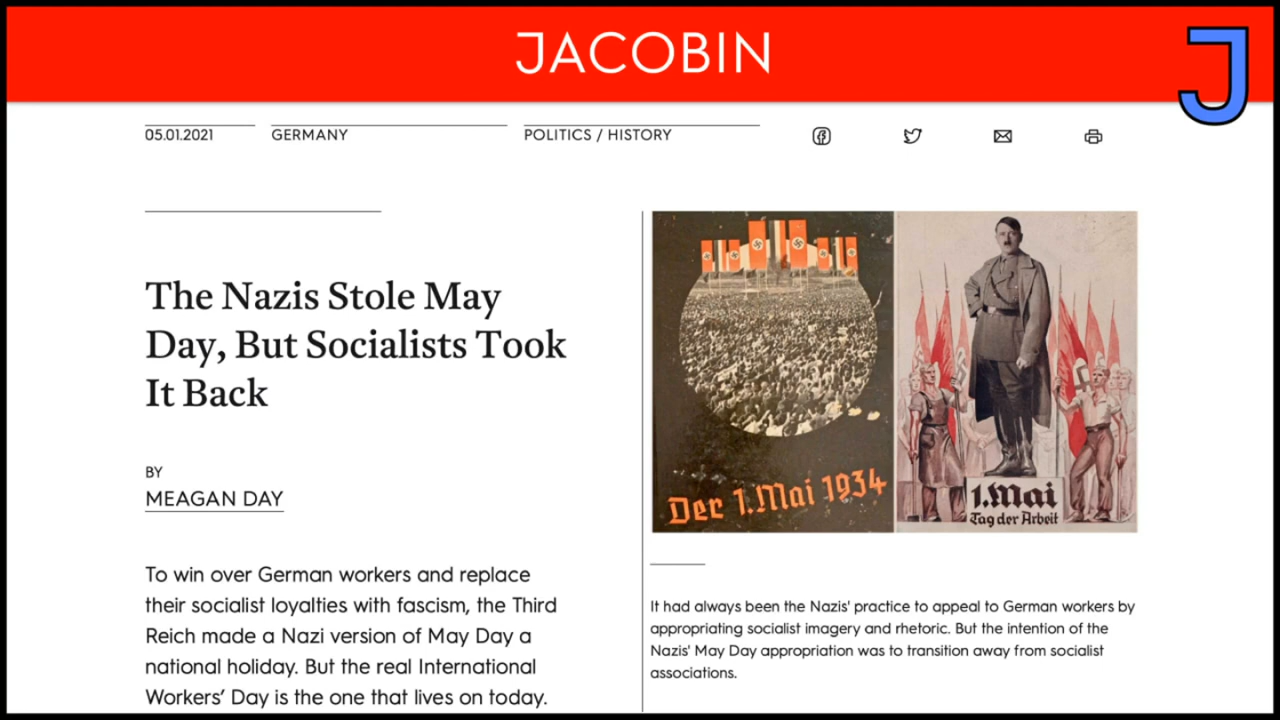 JACOBIN
J
05.01.2021
GERMANY
POLITICS / HISTORY
The Nazis Stole May
Day, But Socialists Took
It Back
BY
MEAGAN DAY
To win over German workers and replace
their socialist loyalties with fascism, the Third
Reich made a Nazi version of May Day a
national holiday. But the real International
Workers’ Day is the one that lives on today.
Der 1. Mai 1934
1. Mai
Tag der Arbeit
It had always been the Nazis' practice to appeal to German workers by
appropriating socialist imagery and rhetoric. But the intention of the
Nazis' May Day appropriation was to transition away from socialist
associations.